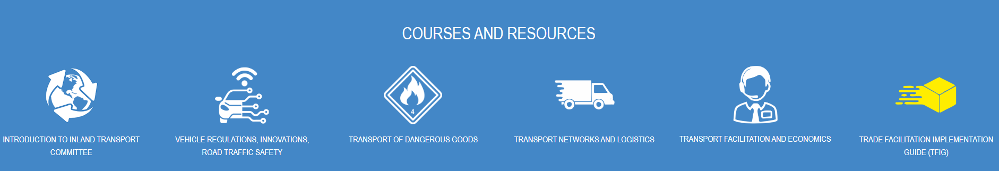 COURSES AND RESOURCES
4
INTRODUCTION TO INLAND TRANSPORT
COMMITTEE
VEHICLE REGULATIONS, INNOVATIONS,
ROAD TRAFFIC SAFETY
TRANSPORT OF DANGEROUS GOODS
TRANSPORT NETWORKS AND LOGISTICS
TRANSPORT FACILITATION AND ECONOMICS
TRADE FACILITATION IMPLEMENTATION
GUIDE (TFIG)